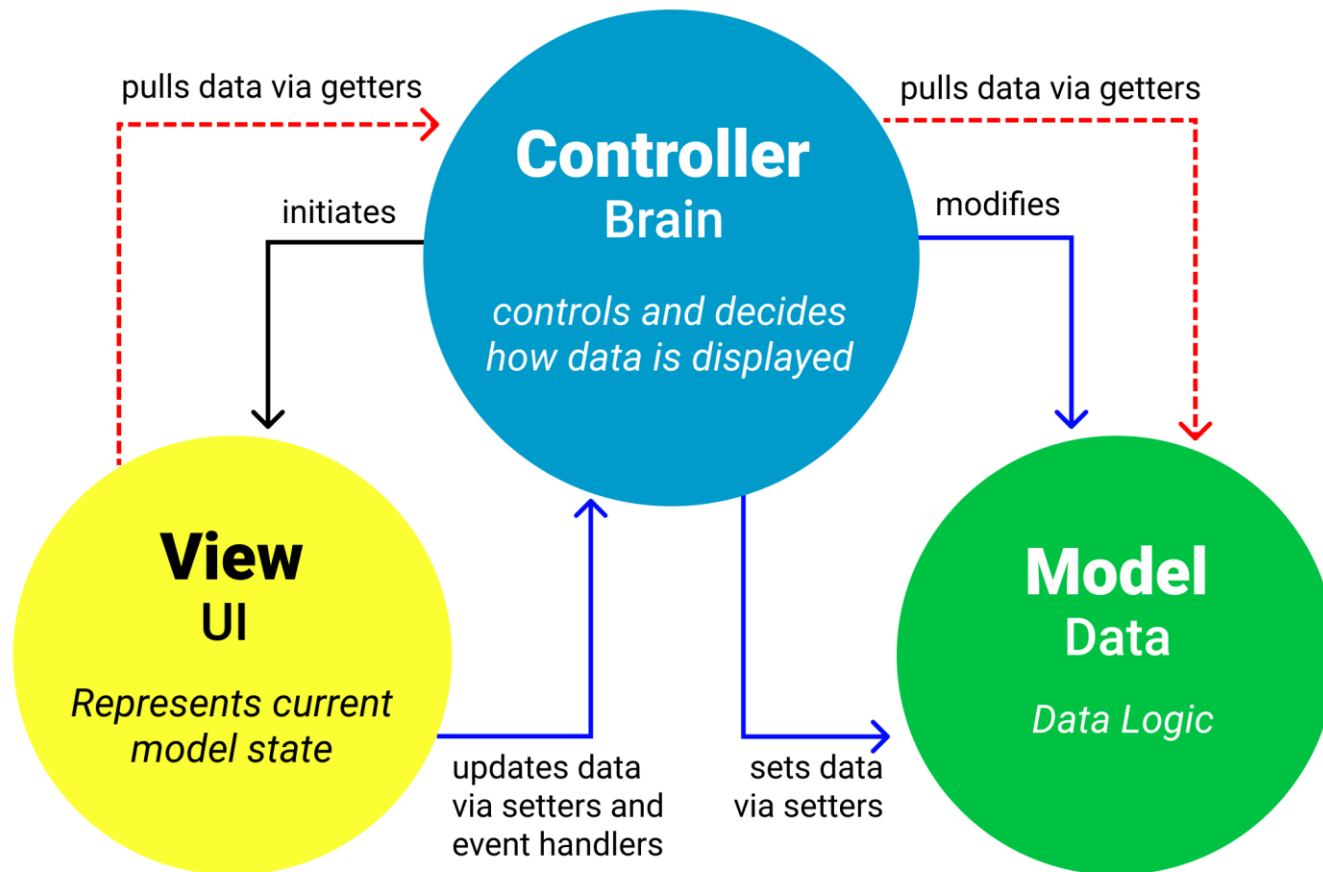 pulls data via getters
pulls data via getters
Controller
Brain
initiates
modifies
controls and decides
how data is displayed
View
UI
Represents current
model state
Model
Data
Data Logic
updates data
via setters and
event handlers
sets data
via setters